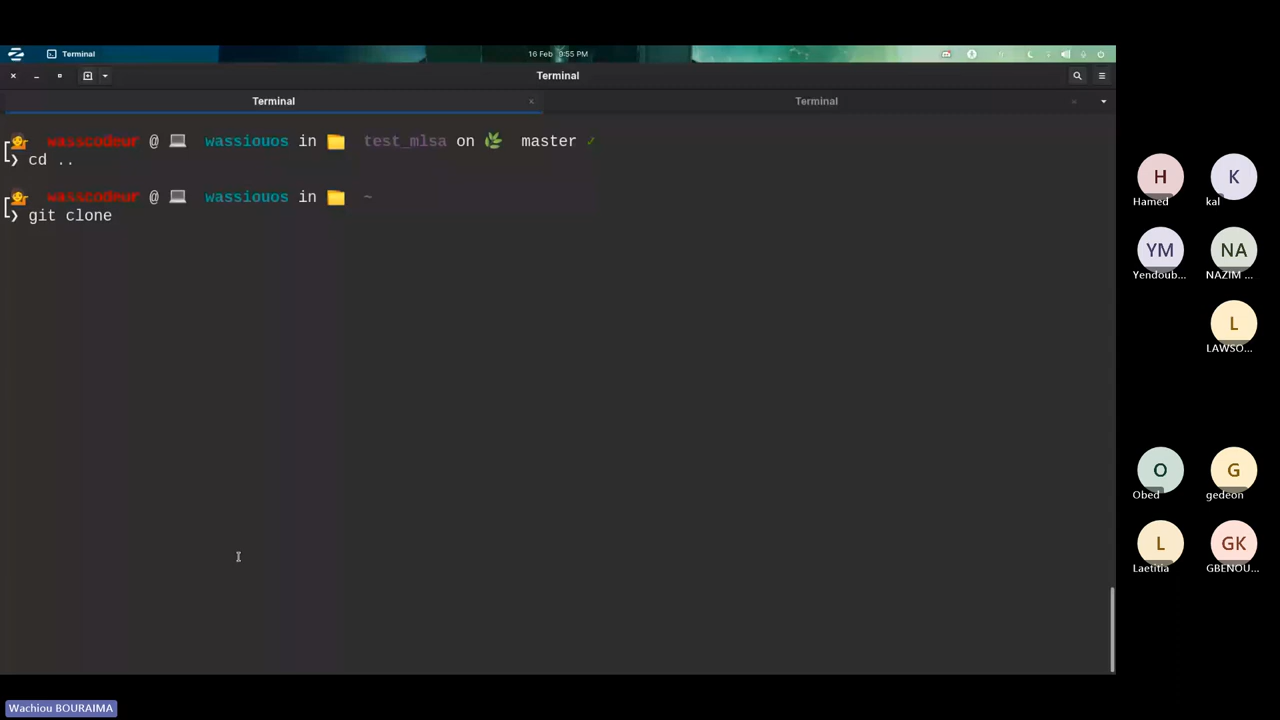 Terminal
16 Feb 9:55 PM
Terminal
Terminal
Terminal
wasscodeur @ wassiouos in test_mlsa on master ✓
❯ cd ..
wasscodeur @ wassiouos in ~
❯ git clone
H
Hamed
K
kal
YM
Yendoub...
NA
NAZIM ...
L
LAWSO...
O
Obed
G
gedeon
L
Laetitia
GK
GBENOU...
Wachiou BOURAIMA